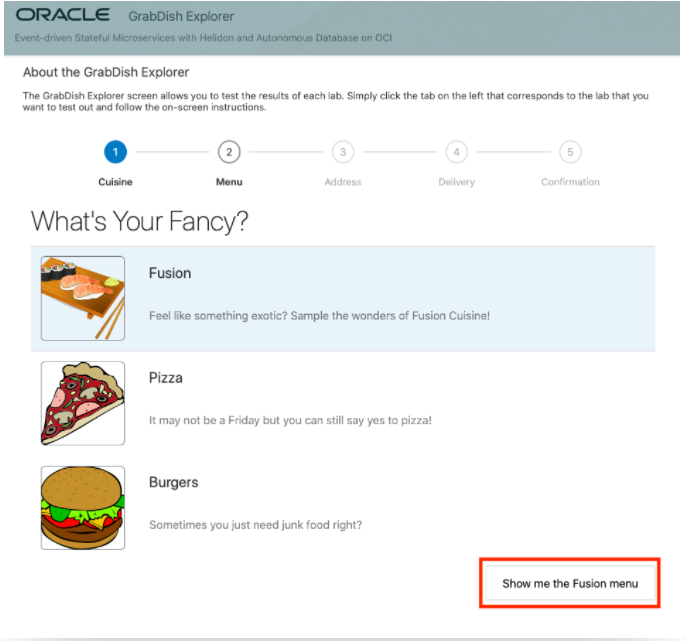 ORACLE GrabDish Explorer
Event-driven Stateful Microservices with Helidon and Autonomous Database on OCI
About the GrabDish Explorer
The GrabDish Explorer screen allows you to test the results of each lab. Simply click the tab on the left that corresponds to the lab that you
want to test out and follow the on-screen instructions.
1 2 3 4 5
Cuisine Menu Address Delivery Confirmation
What's Your Fancy?
Fusion
Feel like something exotic? Sample the wonders of Fusion Cuisine!
Pizza
It may not be a Friday but you can still say yes to pizza!
Burgers
Sometimes you just need junk food right?
Show me the Fusion menu